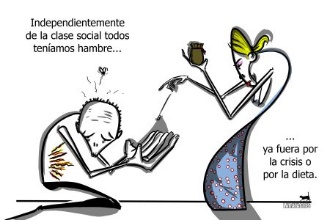 Independientemente
de la clase social todos
teníamos hambre...
...
ya fuera por
la crisis o
por la dieta.